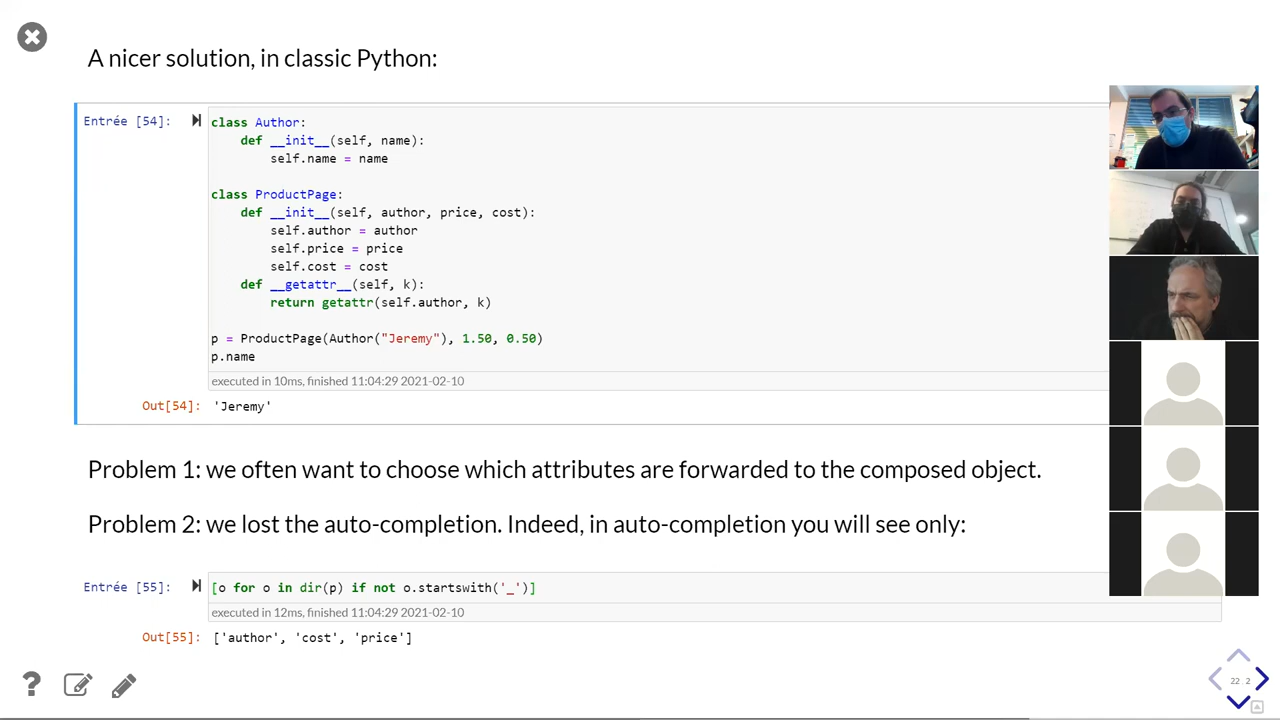 A nicer solution, in classic Python:
Entrée [54]:
class Author:
    def __init__(self, name):
        self.name = name
class ProductPage:
    def __init__(self, author, price, cost):
        self.author = author
        self.price = price
        self.cost = cost
    def __getattr__(self, k):
        return getattr(self.author, k)
p = ProductPage(Author("Jeremy"), 1.50, 0.50)
p.name
executed in 10ms, finished 11:04:29 2021-02-10
Out[54]: 'Jeremy'
Problem 1: we often want to choose which attributes are forwarded to the composed object.
Problem 2: we lost the auto-completion. Indeed, in auto-completion you will see only:
Entrée [55]: [o for o in dir(p) if not o.startswith('_')]
executed in 12ms, finished 11:04:29 2021-02-10
Out[55]: ['author', 'cost', 'price']
?
22.2